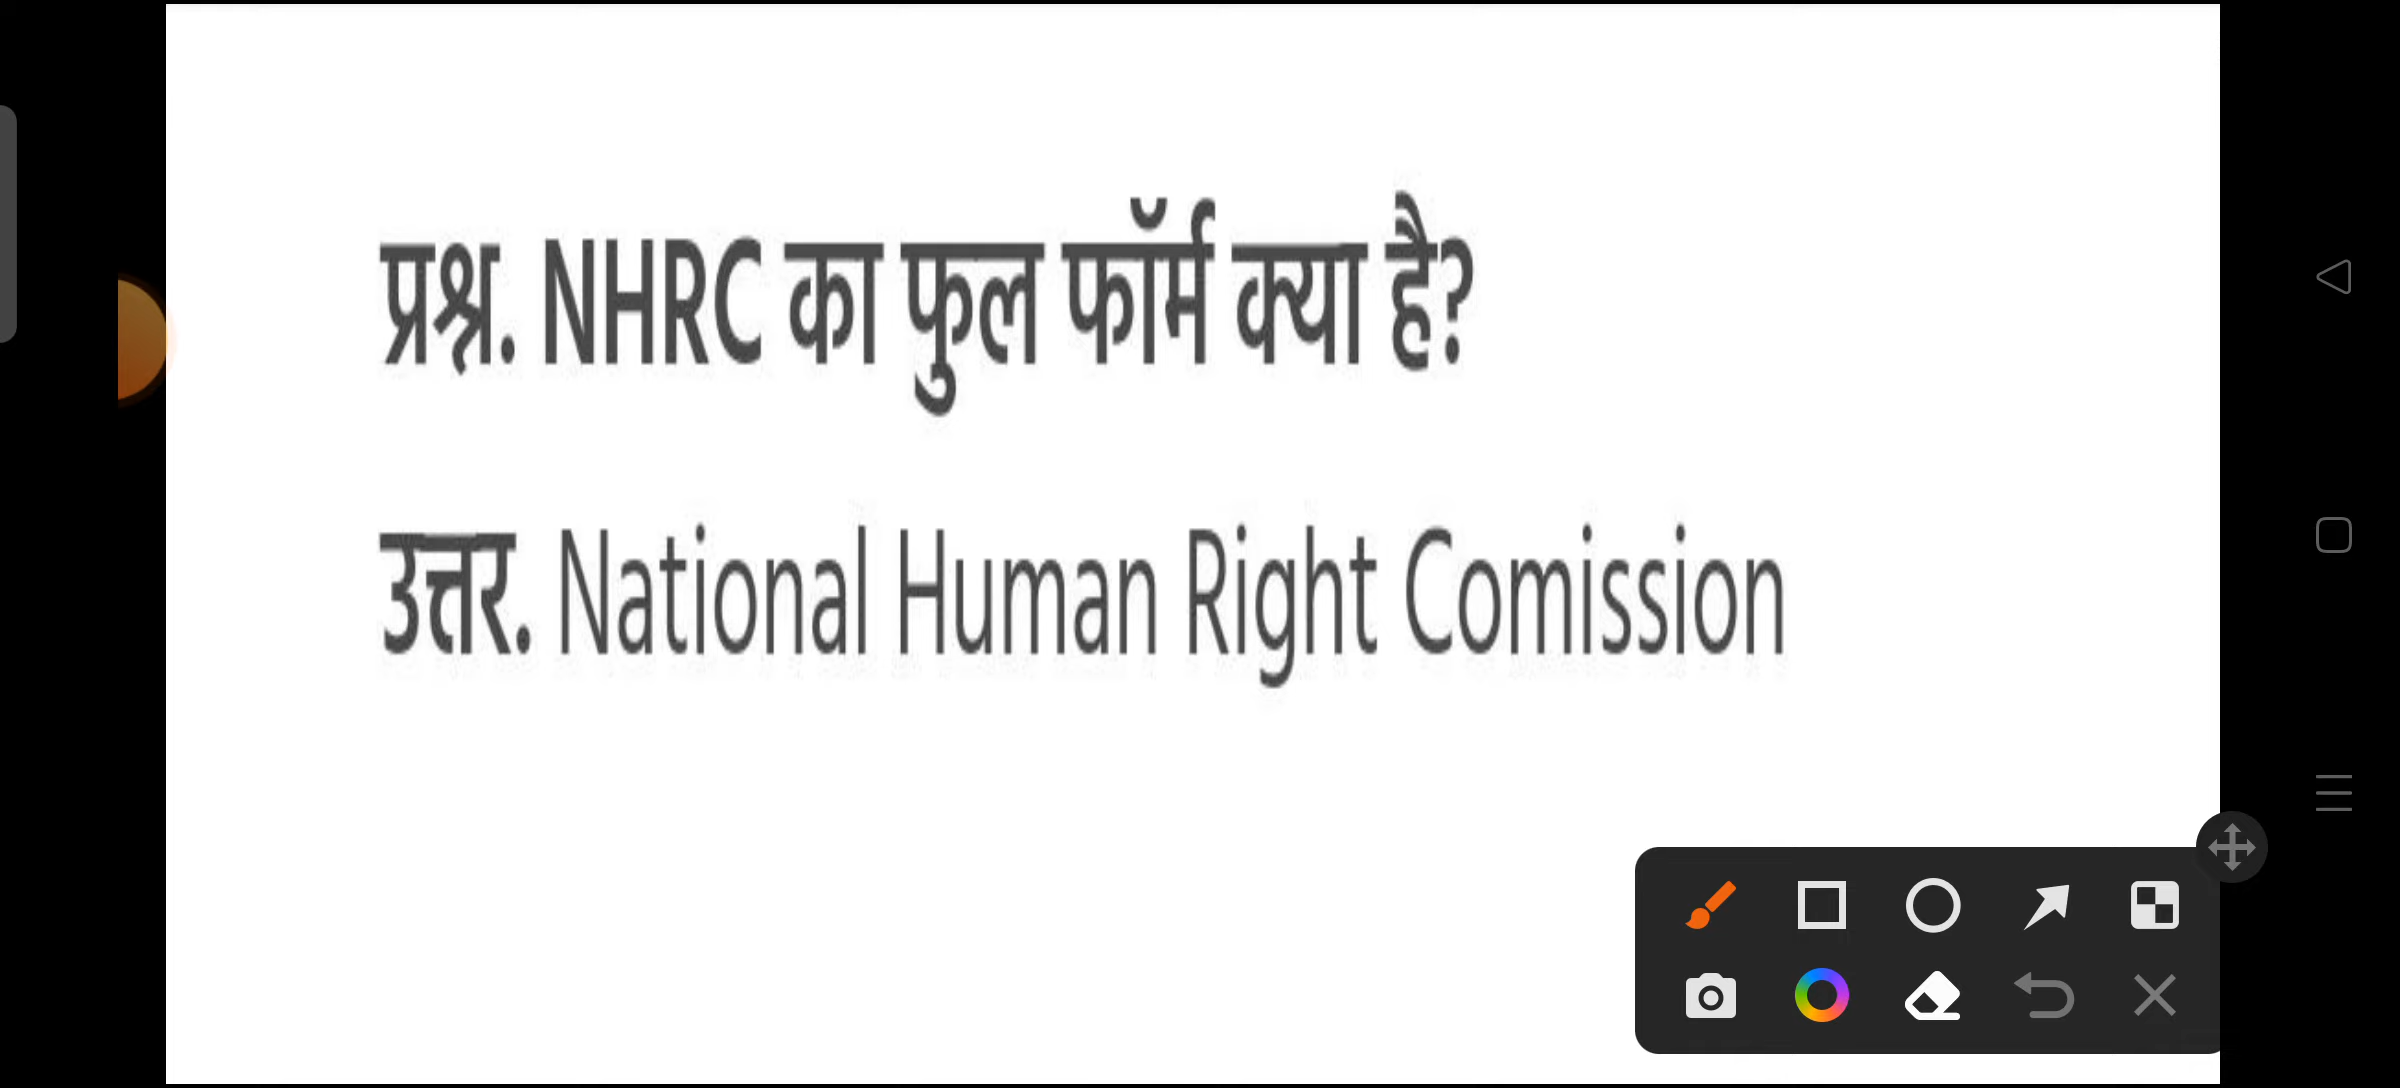 प्रश्न. NHRC का फुल फॉर्म क्या है?
उत्तर. National Human Right Comission